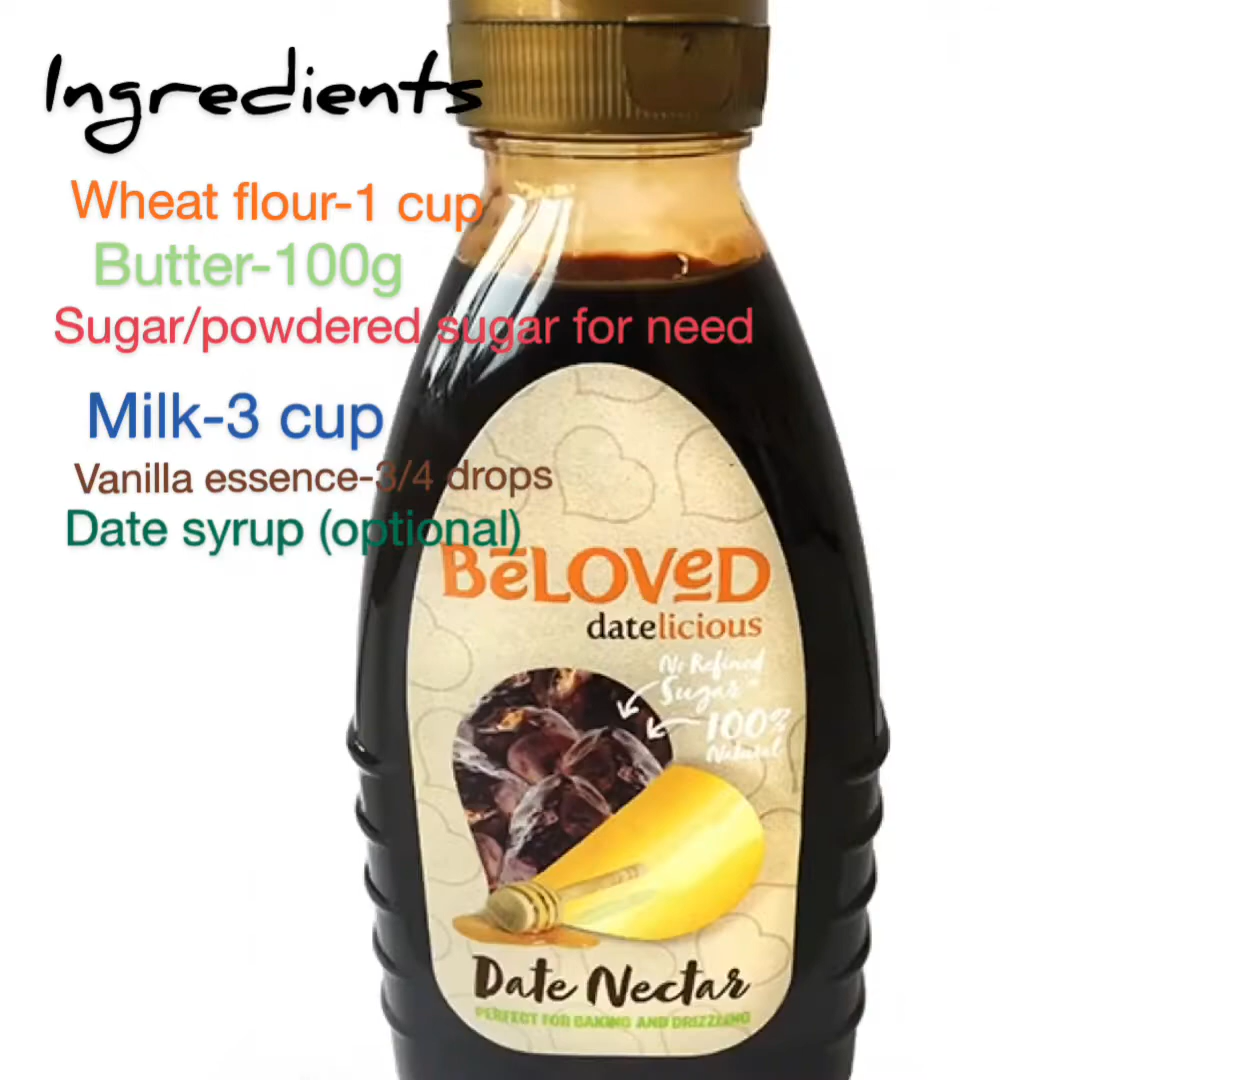 Ingredients
Wheat flour-1 cup
Butter-100g
Sugar/powdered sugar for need
Milk-3 cup
Vanilla essence-3/4 drops
Date syrup (optional)
BeLOVeD
datelicious
No Refined
Sugar
100%
Natural
Date Nectar
PERFECT FOR BAKING AND DRIZZLING